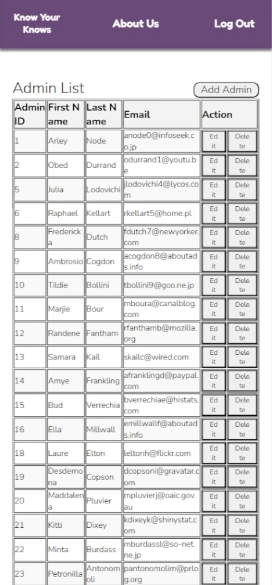 Know Your
Knows
About Us
Log Out
Admin List
Add Admin
Admin ID First Name Last Name Email Action
1 Arley Node anode0@infoseek.co.jp Edit Delete
2 Obed Durrand odurrand1@youtu.be Edit Delete
5 Julia Lodovichi llodovichi4@lycos.com Edit Delete
6 Raphael Kellart rkellart5@home.pl Edit Delete
8 Fredericka Dutch fdutch7@newyorker.com Edit Delete
9 Ambrosio Cogdon acogdon8@aboutads.info Edit Delete
10 Tildie Bollini tbollini9@goo.ne.jp Edit Delete
11 Marjie Bour mboura@canalblog.com Edit Delete
12 Randene Fantham rfanthamb@mozilla.org Edit Delete
13 Samara Kail skailc@wired.com Edit Delete
14 Amye Frankling afranklingd@paypal.com Edit Delete
15 Bud Verrechia bverrechiae@histats.com Edit Delete
16 Ella Millwall emillwallf@aboutads.info Edit Delete
18 Laure Elton leltonh@flickr.com Edit Delete
19 Desdemona Copson dcopsoni@gravatar.com Edit Delete
20 Maddalena Pluvier mpluvierj@oaic.gov.au Edit Delete
21 Kitti Dixey kdixeyk@shinystat.com Edit Delete
22 Minta Burdass mburdassl@so-net.ne.jp Edit Delete
23 Petronilla Antonomoli pantonomolim@prlog.org Edit Delete